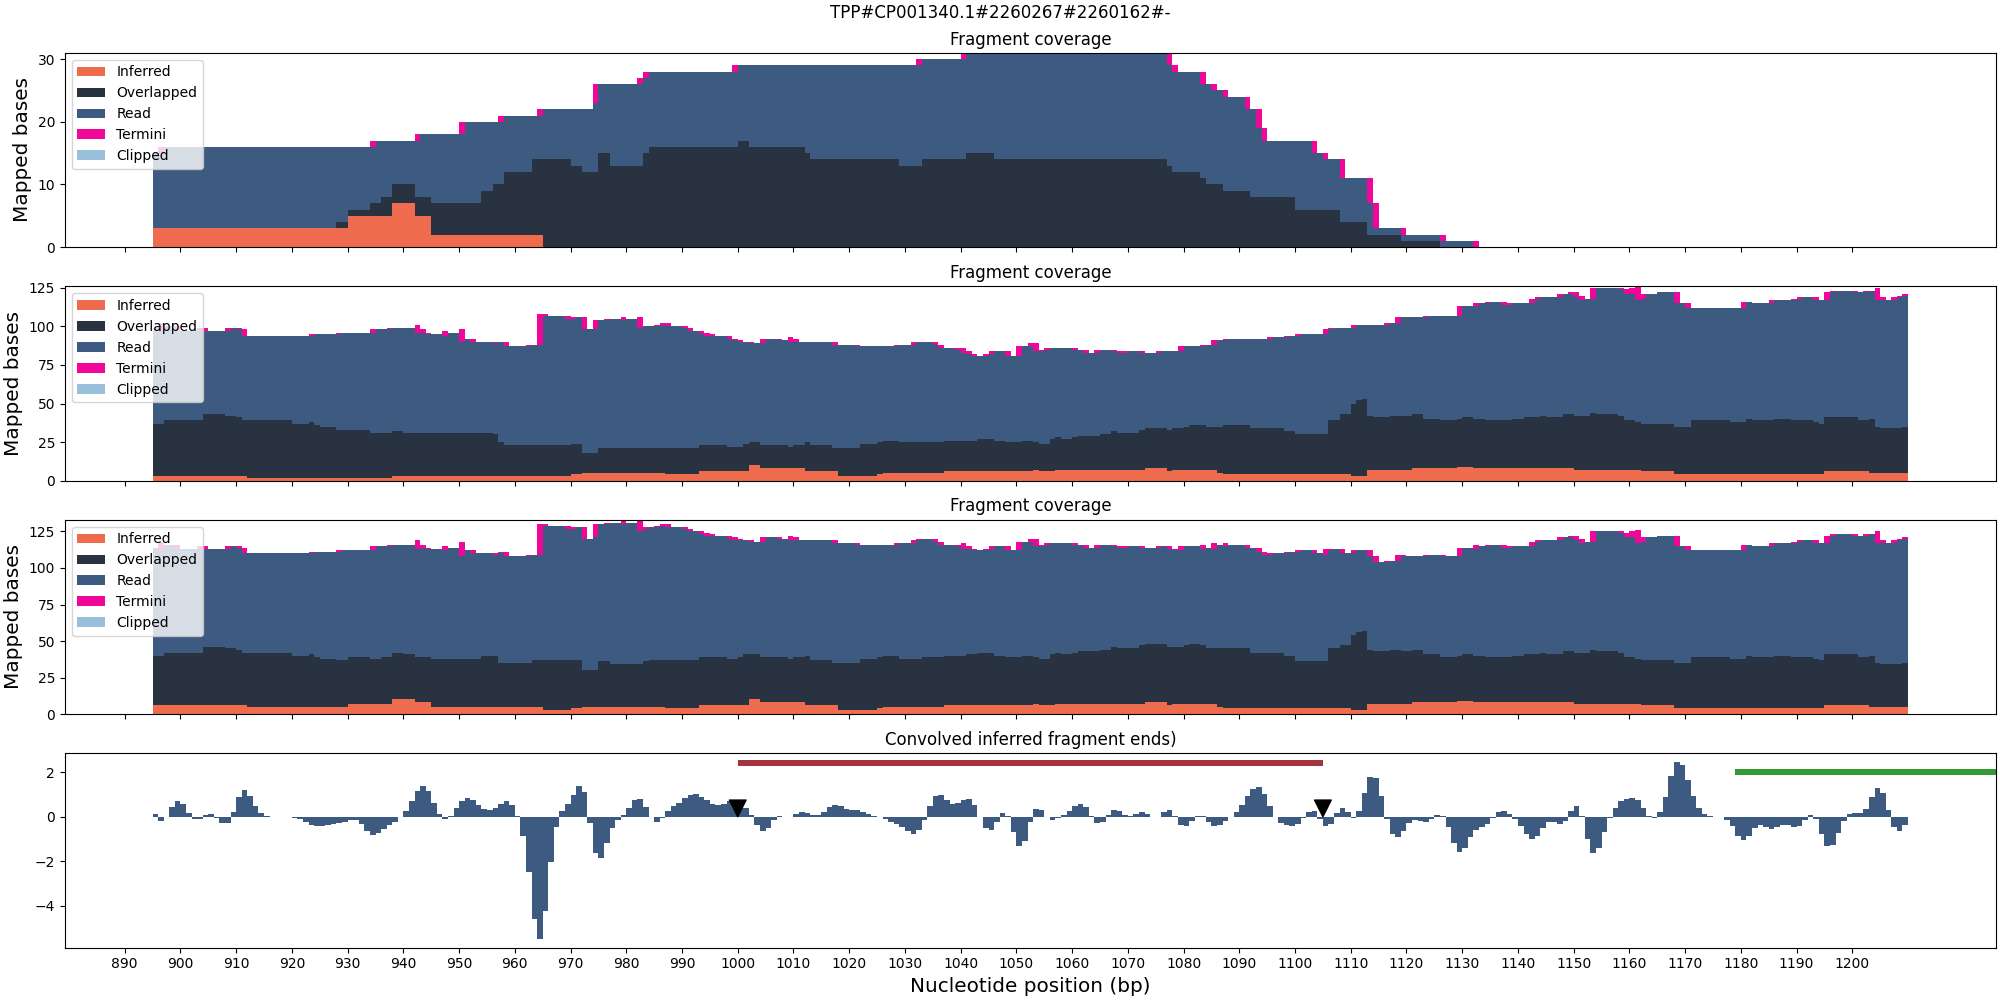 TPP#CP001340.1#2260267#2260162#-
Fragment coverage
Mapped bases
30
20
10
0
Inferred
Overlapped
Read
Termini
Clipped
Fragment coverage
Mapped bases
125
100
75
50
25
0
Inferred
Overlapped
Read
Termini
Clipped
Fragment coverage
Mapped bases
125
100
75
50
25
0
Inferred
Overlapped
Read
Termini
Clipped
Convolved inferred fragment ends)
2
0
−2
−4
890 900 910 920 930 940 950 960 970 980 990 1000 1010 1020 1030 1040 1050 1060 1070 1080 1090 1100 1110 1120 1130 1140 1150 1160 1170 1180 1190 1200
Nucleotide position (bp)